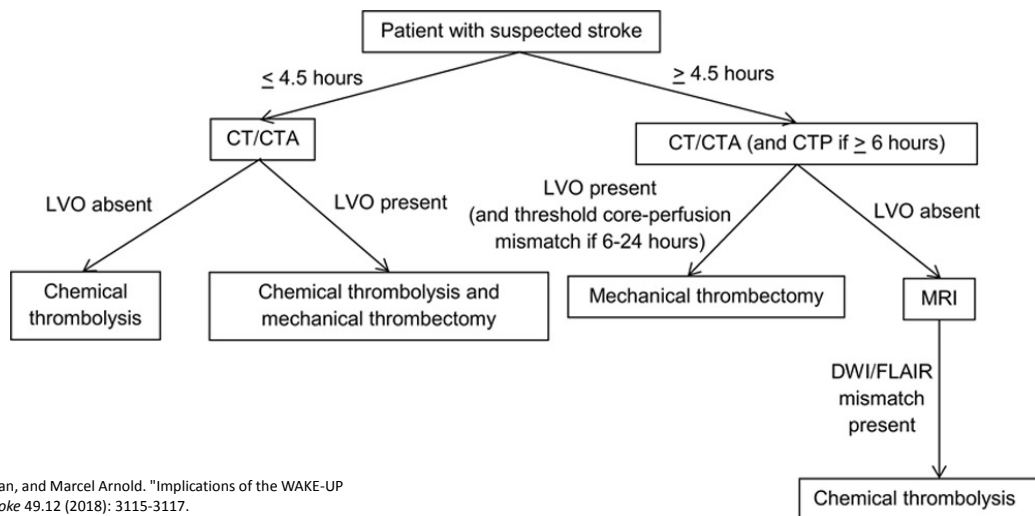 Patient with suspected stroke
≤ 4.5 hours
≥ 4.5 hours
CT/CTA
CT/CTA (and CTP if ≥ 6 hours)
LVO absent
LVO present
LVO present
(and threshold core-perfusion
mismatch if 6-24 hours)
LVO absent
Chemical
thrombolysis
Chemical thrombolysis and
mechanical thrombectomy
Mechanical thrombectomy
MRI
DWI/FLAIR
mismatch
present
Chemical thrombolysis
an, and Marcel Arnold. "Implications of the WAKE-UP
oke 49.12 (2018): 3115-3117.